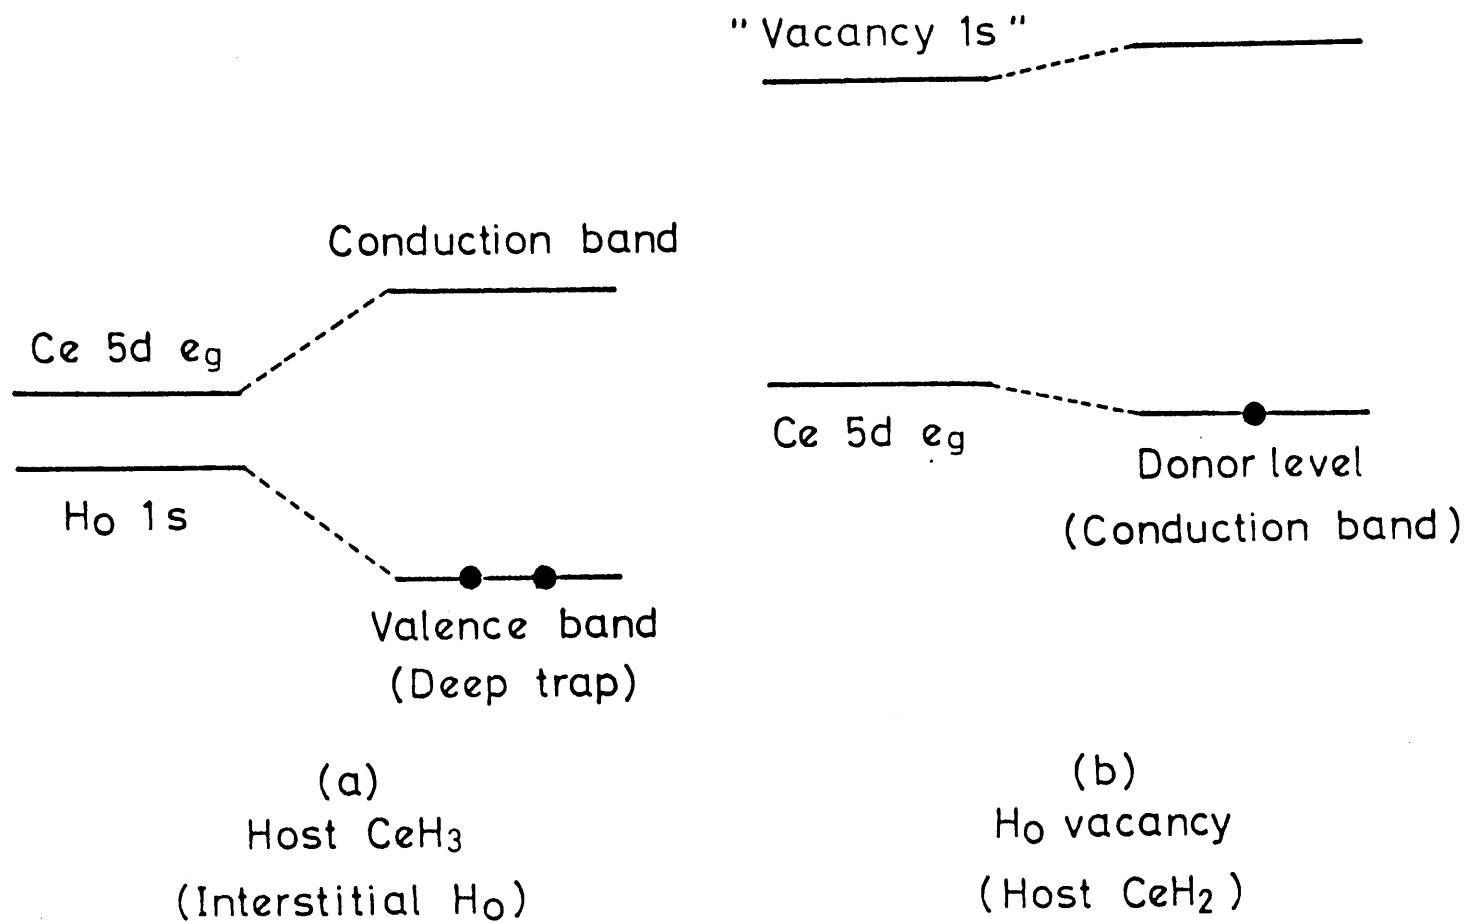 "Vacancy 1s"
Conduction band
Ce 5d eg
Ho 1s
Valence band
(Deep trap)
Ce 5d eg
Donor level
(Conduction band)
(a)
Host CeH3
(Interstitial Ho)
(b)
Ho vacancy
(Host CeH2)